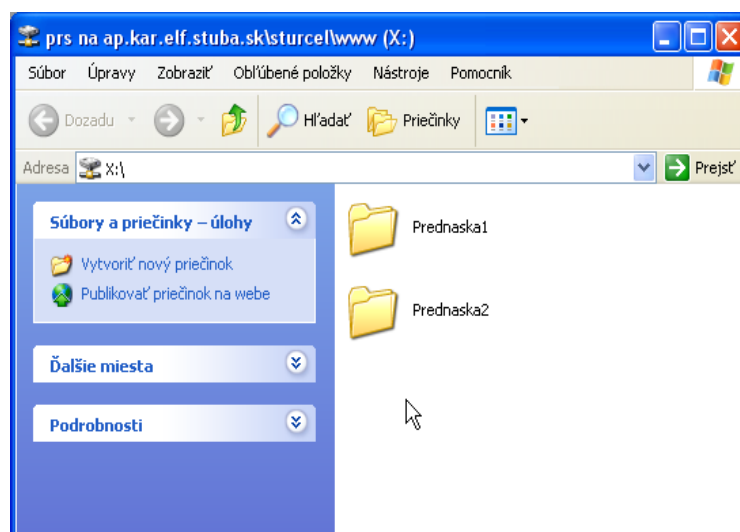 prs na ap.kar.elf.stuba.sk\sturcel\www (X:)
Súbor Úpravy Zobraziť Obľúbené položky Nástroje Pomocník
Dozadu Hľadať Priečinky
Adresa X:\ Prejsť
Súbory a priečinky – úlohy
Vytvoriť nový priečinok
Publikovať priečinok na webe
Ďalšie miesta
Podrobnosti
Prednaska1
Prednaska2